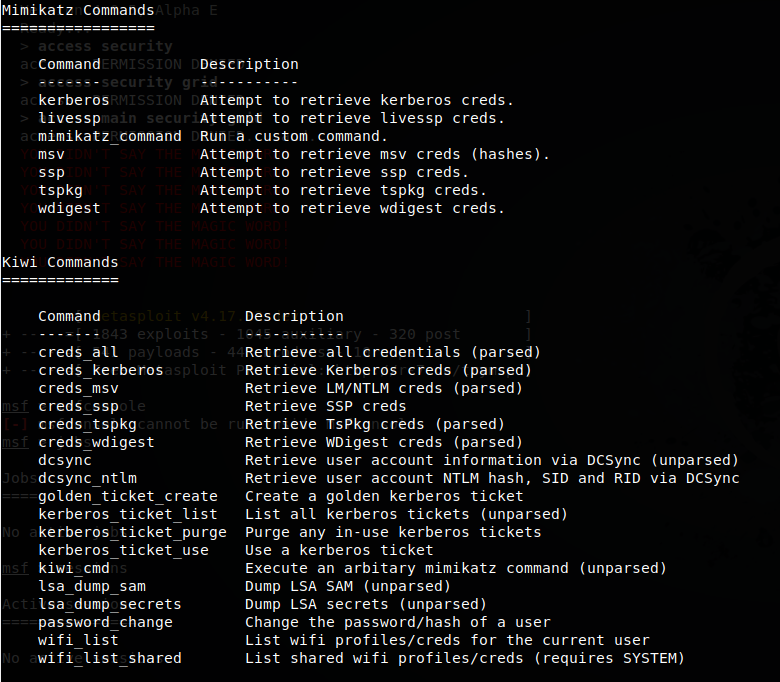 Mimikatz Commands
=================
Command Description
------- -----------
kerberos Attempt to retrieve kerberos creds.
livessp Attempt to retrieve livessp creds.
mimikatz_command Run a custom command.
msv Attempt to retrieve msv creds (hashes).
ssp Attempt to retrieve ssp creds.
tspkg Attempt to retrieve tspkg creds.
wdigest Attempt to retrieve wdigest creds.
Kiwi Commands
=============
Command Description
------- -----------
creds_all Retrieve all credentials (parsed)
creds_kerberos Retrieve Kerberos creds (parsed)
creds_msv Retrieve LM/NTLM creds (parsed)
creds_ssp Retrieve SSP creds
creds_tspkg Retrieve TsPkg creds (parsed)
creds_wdigest Retrieve WDigest creds (parsed)
dcsync Retrieve user account information via DCSync (unparsed)
dcsync_ntlm Retrieve user account NTLM hash, SID and RID via DCSync
golden_ticket_create Create a golden kerberos ticket
kerberos_ticket_list List all kerberos tickets (unparsed)
kerberos_ticket_purge Purge any in-use kerberos tickets
kerberos_ticket_use Use a kerberos ticket
kiwi_cmd Execute an arbitary mimikatz command (unparsed)
lsa_dump_sam Dump LSA SAM (unparsed)
lsa_dump_secrets Dump LSA secrets (unparsed)
password_change Change the password/hash of a user
wifi_list List wifi profiles/creds for the current user
wifi_list_shared List shared wifi profiles/creds (requires SYSTEM)